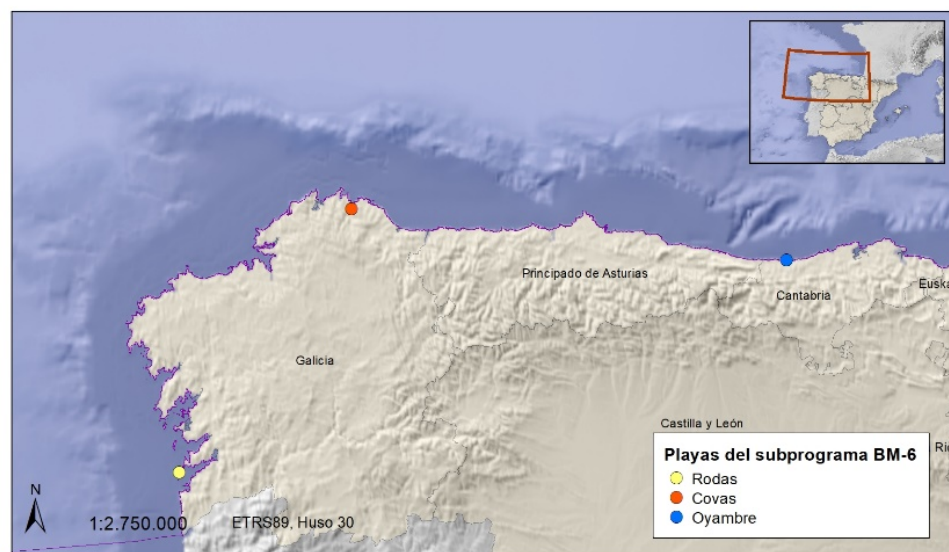 Principado de Asturias
Cantabria
Euska
Galicia
Castilla y León
Rio
Playas del subprograma BM-6
Rodas
Covas
Oyambre
N
1:2.750.000
ETRS89, Huso 30